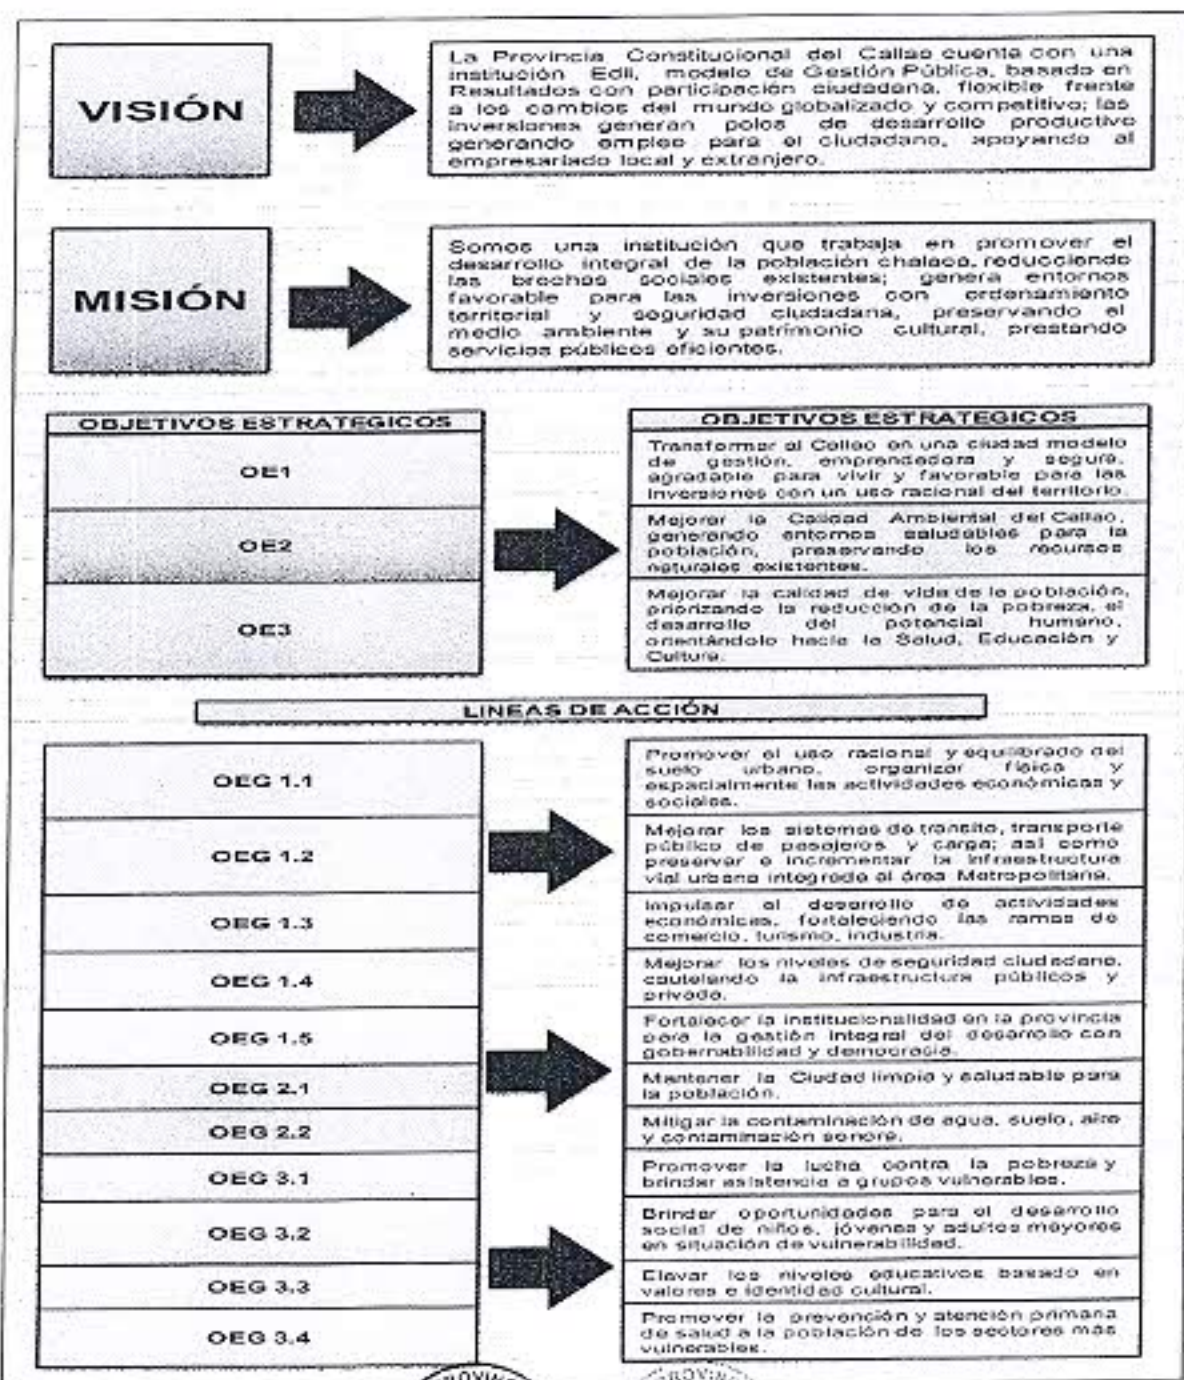 VISIÓN
La Provincia Constitucional del Callao cuenta con una
institución Edil, modelo de Gestión Pública, basado en
Resultados con participación ciudadana, flexible frente
a los cambios del mundo globalizado y competitivo; las
inversiones generan polos de desarrollo productivo
generando empleo para el ciudadano, apoyando al
empresariado local y extranjero.
MISIÓN
Somos una institución que trabaja en promover el
desarrollo integral de la población chalaca, reducciendo
las brechas sociales existentes; genera entornos
favorable para las inversiones con ordenamiento
territorial y seguridad ciudadana, preservando el
medio ambiente y su patrimonio cultural, prestando
servicios públicos eficientes.
OBJETIVOS ESTRATEGICOS
OE1
OE2
OE3
OBJETIVOS ESTRATEGICOS
Transformar al Callao en una ciudad modelo
de gestión, emprendedora y segura,
agradable para vivir y favorable para las
inversiones con un uso racional del territorio.
Mejorar la Calidad Ambiental del Callao,
generando entornos saludables para la
población, preservando los recursos
naturales existentes.
Mejorar la calidad de vida de la población,
priorizando la reducción de la pobreza, el
desarrollo del potencial humano,
orientándolo hacia la Salud, Educación y
Cultura.
LINEAS DE ACCIÓN
OEG 1.1
Promover el uso racional y equilibrado del
suelo urbano, organizar física y
espacialmente las actividades económicas y
sociales.
OEG 1.2
Mejorar los sistemas de transito, transporte
público de pasajeros y carga; así como
preservar e incrementar la infraestructura
vial urbana integrada al área Metropolitana.
OEG 1.3
Impulsar el desarrollo de actividades
económicas, fortaleciendo las ramas de
comercio, turismo, industria.
OEG 1.4
Mejorar los niveles de seguridad ciudadana,
cautelando la infraestructura públicos y
privada.
OEG 1.5
Fortalecer la institucionalidad en la provincia
para la gestión integral del desarrollo con
gobernabilidad y democracia.
OEG 2.1
Mantener la Ciudad limpia y saludable para
la población.
OEG 2.2
Mitigar la contaminación de agua, suelo, aire
y contaminación sonora.
OEG 3.1
Promover la lucha contra la pobreza y
brindar asistencia a grupos vulnerables.
OEG 3.2
Brindar oportunidades para el desarrollo
social de niños, jóvenes y adultos mayores
en situación de vulnerabilidad.
OEG 3.3
Elevar los niveles educativos basado en
valores e identidad cultural.
OEG 3.4
Promover la prevención y atención primaria
de salud a la población de los sectores más
vulnerables.